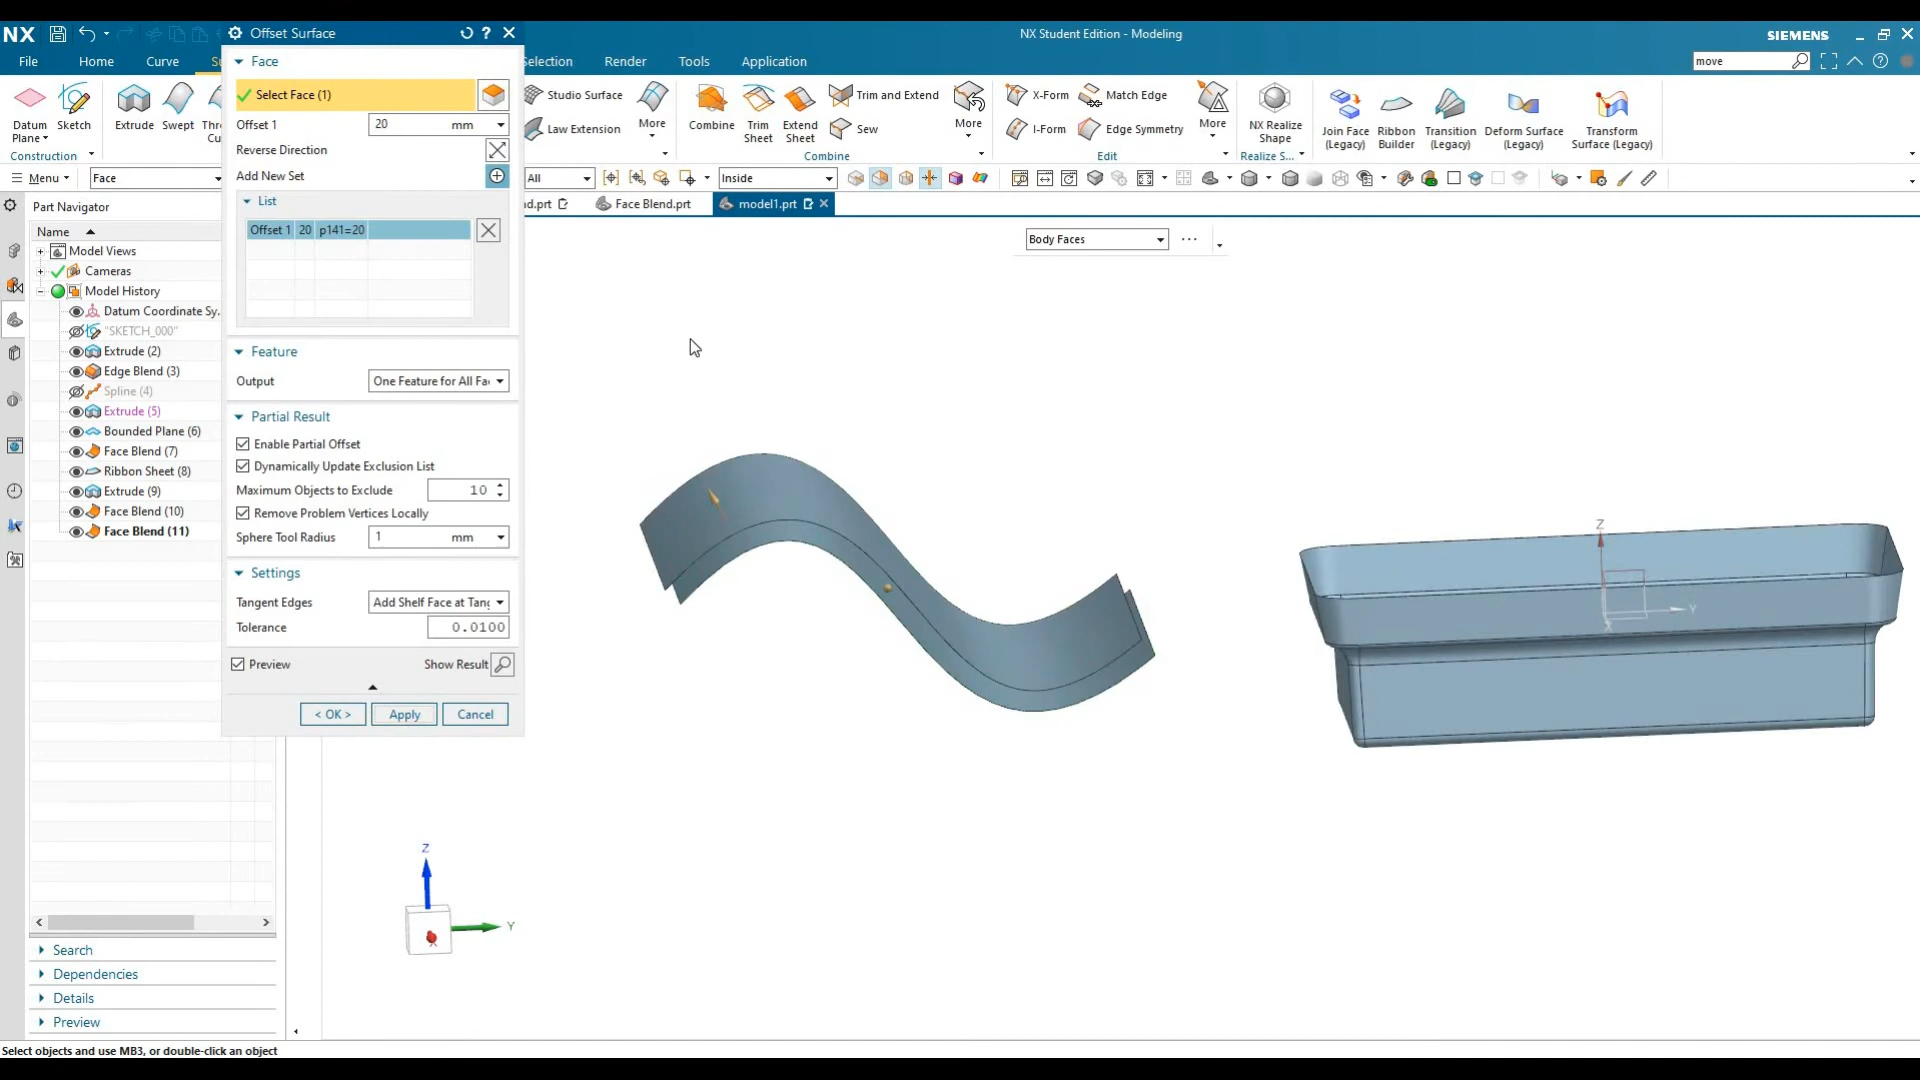 NX
Offset Surface
NX Student Edition - Modeling
SIEMENS
File
Home
Curve
Su
Selection
Render
Tools
Application
move
Datum Plane
Sketch
Extrude
Swept
Thr
Cu
Construction
Studio Surface
Law Extension
More
Combine
Trim Sheet
Extend Sheet
Trim and Extend
Sew
More
Combine
X-Form
I-Form
Match Edge
Edge Symmetry
More
Edit
NX Realize Shape
Realize S...
Join Face (Legacy)
Ribbon Builder
Transition (Legacy)
Deform Surface (Legacy)
Transform Surface (Legacy)
Menu
Face
All
Inside
d.prt
Face Blend.prt
model1.prt
Body Faces
Part Navigator
Name
Model Views
Cameras
Model History
Datum Coordinate Sy.
"SKETCH_000"
Extrude (2)
Edge Blend (3)
Spline (4)
Extrude (5)
Bounded Plane (6)
Face Blend (7)
Ribbon Sheet (8)
Extrude (9)
Face Blend (10)
Face Blend (11)
Search
Dependencies
Details
Preview
Face
Select Face (1)
Offset 1
20 mm
Reverse Direction
Add New Set
List
Offset 1 20 p141=20
Feature
Output
One Feature for All Fa
Partial Result
Enable Partial Offset
Dynamically Update Exclusion List
Maximum Objects to Exclude
10
Remove Problem Vertices Locally
Sphere Tool Radius
1 mm
Settings
Tangent Edges
Add Shelf Face at Tan
Tolerance
0.0100
Preview
Show Result
< OK >
Apply
Cancel
Z
Y
X
Z
Y
Select objects and use MB3, or double-click an object